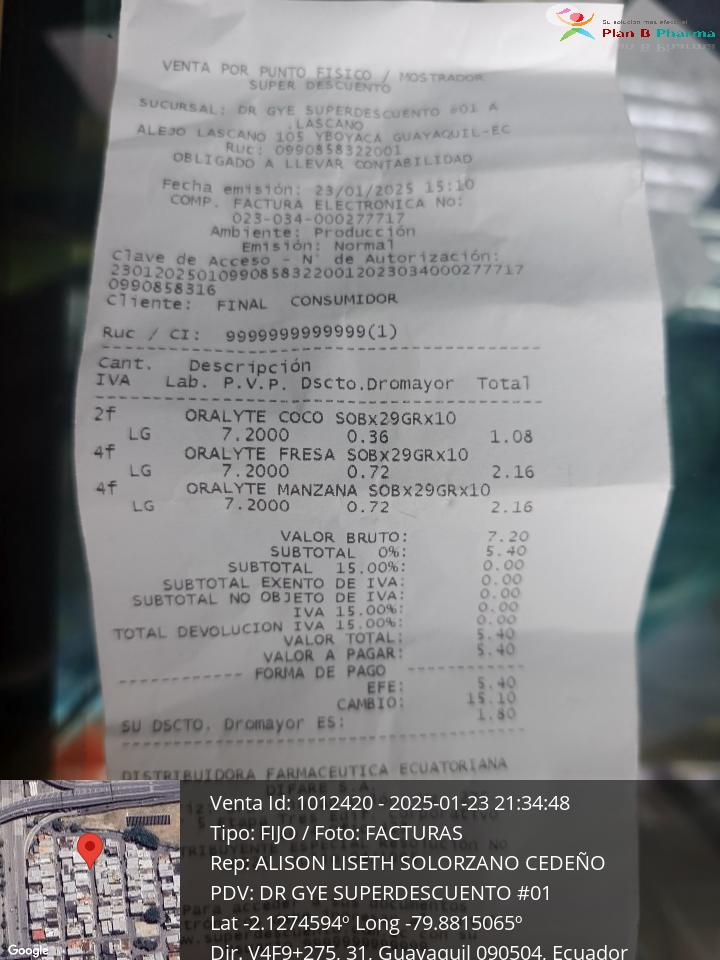 Su solución más efectiva
Plan B Pharma
VENTA POR PUNTO FISICO / MOSTRADOR
SUPER DESCUENTO
SUCURSAL: DR GYE SUPERDESCUENTO #01 A
LASCANO
ALEJO LASCANO 105 YBOYACA GUAYAQUIL-EC
Ruc: 0990858322001
OBLIGADO A LLEVAR CONTABILIDAD
Fecha emisión: 23/01/2025 15:10
COMP. FACTURA ELECTRONICA No:
023-034-000277717
Ambiente: Producción
Emisión: Normal
Clave de Acceso - N° de Autorización:
230120250109908583220012023034000277717
0990858316
Cliente: FINAL CONSUMIDOR
Ruc / CI: 9999999999999(1)
Cant. Descripción
IVA Lab. P.V.P. Dscto.Dromayor Total
2f ORALYTE COCO SOBx29GRx10
LG 7.2000 0.36 1.08
4f ORALYTE FRESA SOBx29GRx10
LG 7.2000 0.72 2.16
4f ORALYTE MANZANA SOBx29GRx10
LG 7.2000 0.72 2.16
VALOR BRUTO: 7.20
SUBTOTAL 0%: 5.40
SUBTOTAL 15.00%: 0.00
SUBTOTAL EXENTO DE IVA: 0.00
SUBTOTAL NO OBJETO DE IVA: 0.00
IVA 15.00%: 0.00
TOTAL DEVOLUCION IVA 15.00%: 0.00
VALOR TOTAL: 5.40
VALOR A PAGAR: 5.40
------------ FORMA DE PAGO ------------
EFE: 5.40
CAMBIO: 15.10
SU DSCTO. Dromayor ES: 1.80
DISTRIBUIDORA FARMACEUTICA ECUATORIANA
DIFARE S.A.
Venta Id: 1012420 - 2025-01-23 21:34:48
Tipo: FIJO / Foto: FACTURAS
Rep: ALISON LISETH SOLORZANO CEDEÑO
PDV: DR GYE SUPERDESCUENTO #01
Lat -2.1274594º Long -79.8815065º
Dir. V4F9+275, 31, Guayaquil 090504, Ecuador
Google